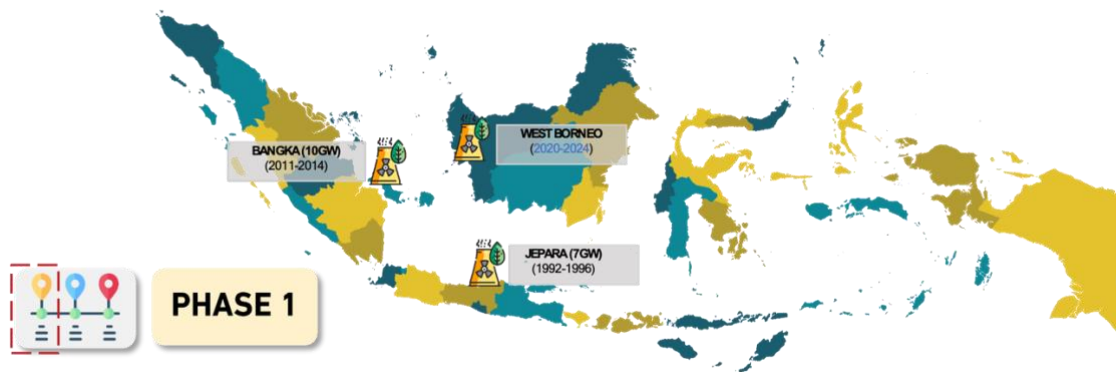 WEST BORNEO
(2020-2024)
BANGKA (10GW)
(2011-2014)
JEPARA (7GW)
(1992-1996)
PHASE 1